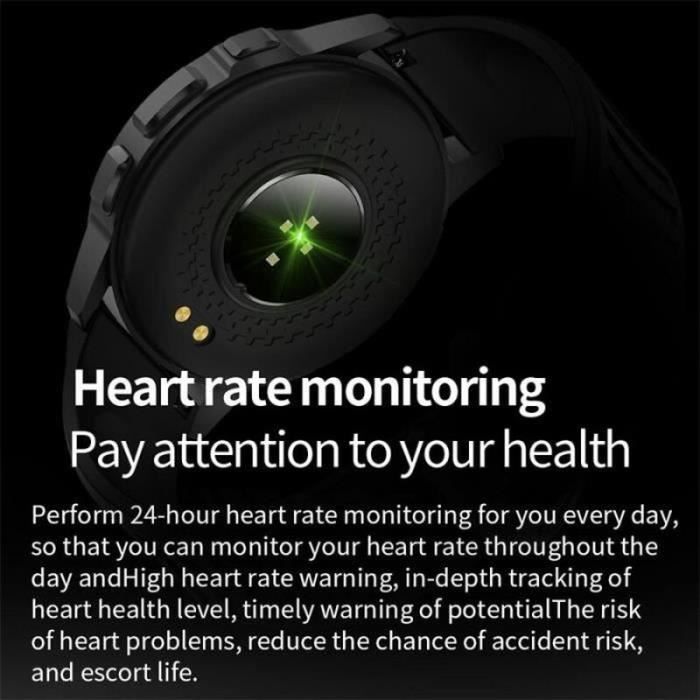 Heart rate monitoring
Pay attention to your health
Perform 24-hour heart rate monitoring for you every day,
so that you can monitor your heart rate throughout the
day andHigh heart rate warning, in-depth tracking of
heart health level, timely warning of potentialThe risk
of heart problems, reduce the chance of accident risk,
and escort life.